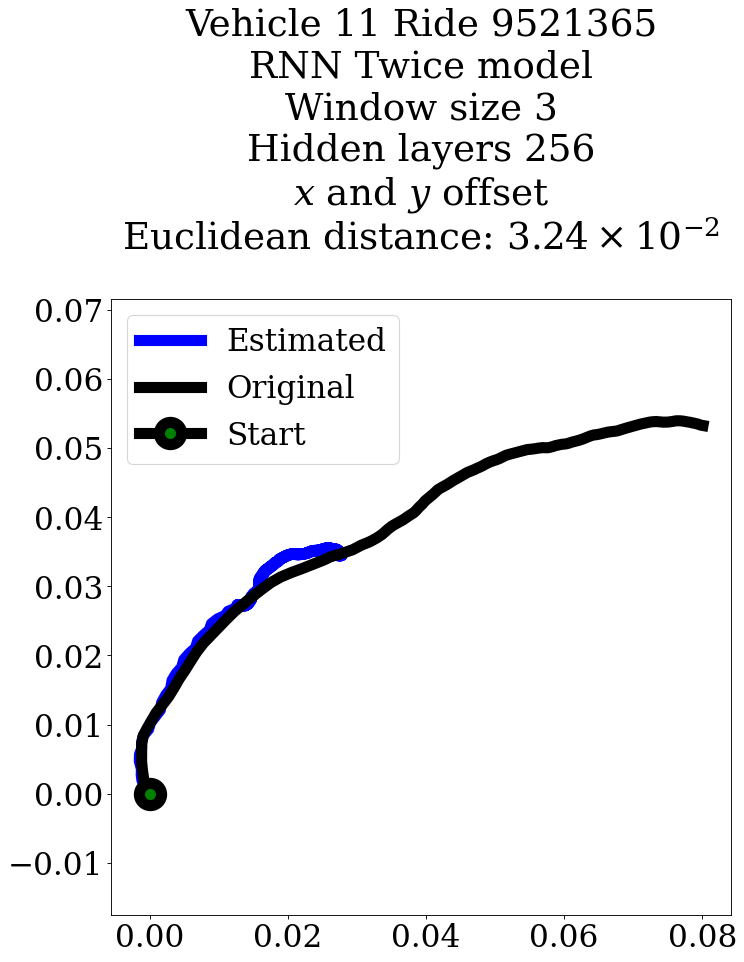 Vehicle 11 Ride 9521365
RNN Twice model
Window size 3
Hidden layers 256
x and y offset
Euclidean distance: 3.24 × 10⁻²
0.07
0.06
0.05
0.04
0.03
0.02
0.01
0.00
−0.01
Estimated
Original
Start
0.00 0.02 0.04 0.06 0.08